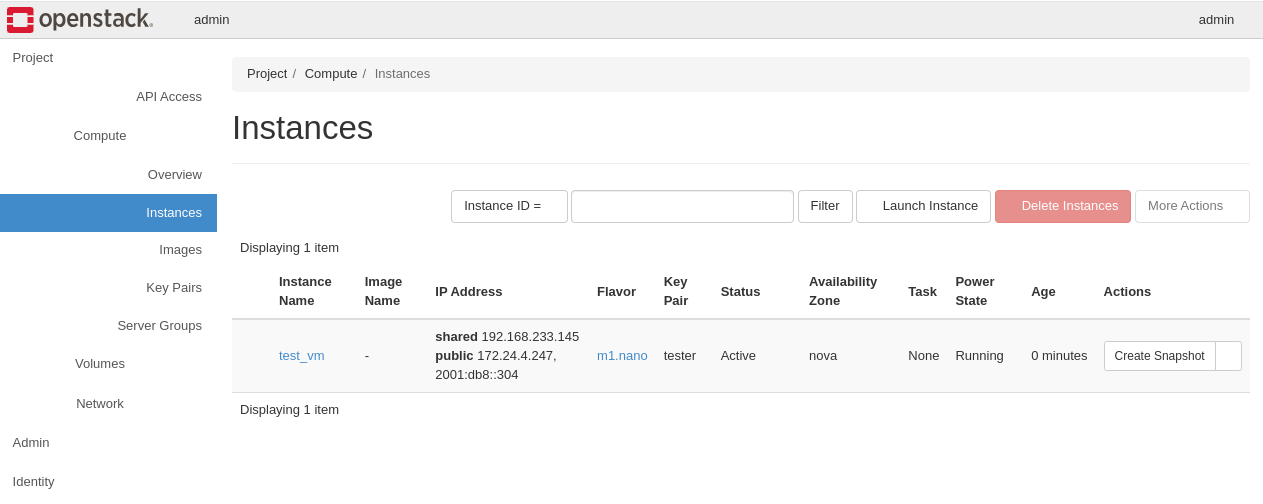 openstack. admin admin
Project
API Access
Compute
Overview
Instances
Images
Key Pairs
Server Groups
Volumes
Network
Admin
Identity
Project / Compute / Instances
Instances
Instance ID = Filter Launch Instance Delete Instances More Actions
Displaying 1 item
Instance Name Image Name IP Address Flavor Key Pair Status Availability Zone Task Power State Age Actions
test_vm - shared 192.168.233.145 m1.nano tester Active nova None Running 0 minutes Create Snapshot
public 172.24.4.247,
2001:db8::304
Displaying 1 item